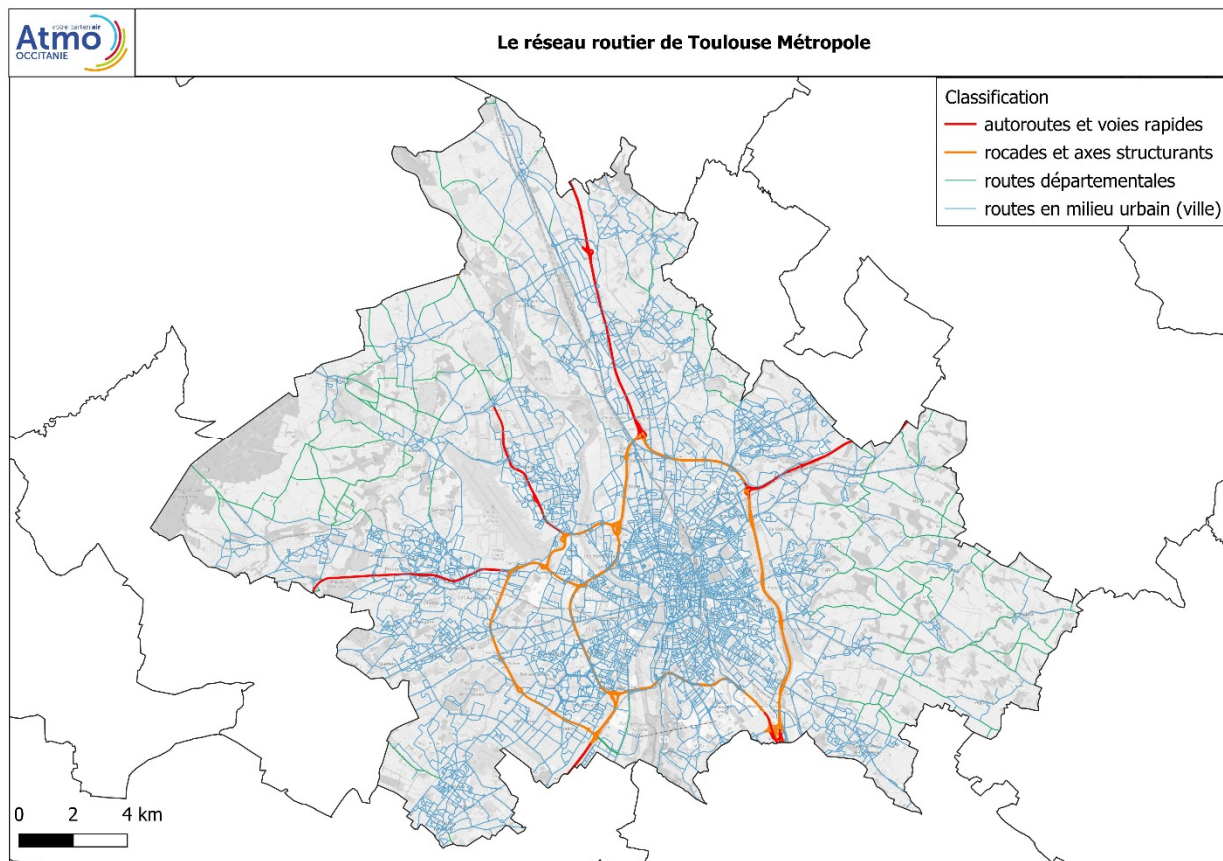 votre parten'air
Atmo
OCCITANIE
Le réseau routier de Toulouse Métropole
Classification
autoroutes et voies rapides
rocades et axes structurants
routes départementales
routes en milieu urbain (ville)
0 2 4 km